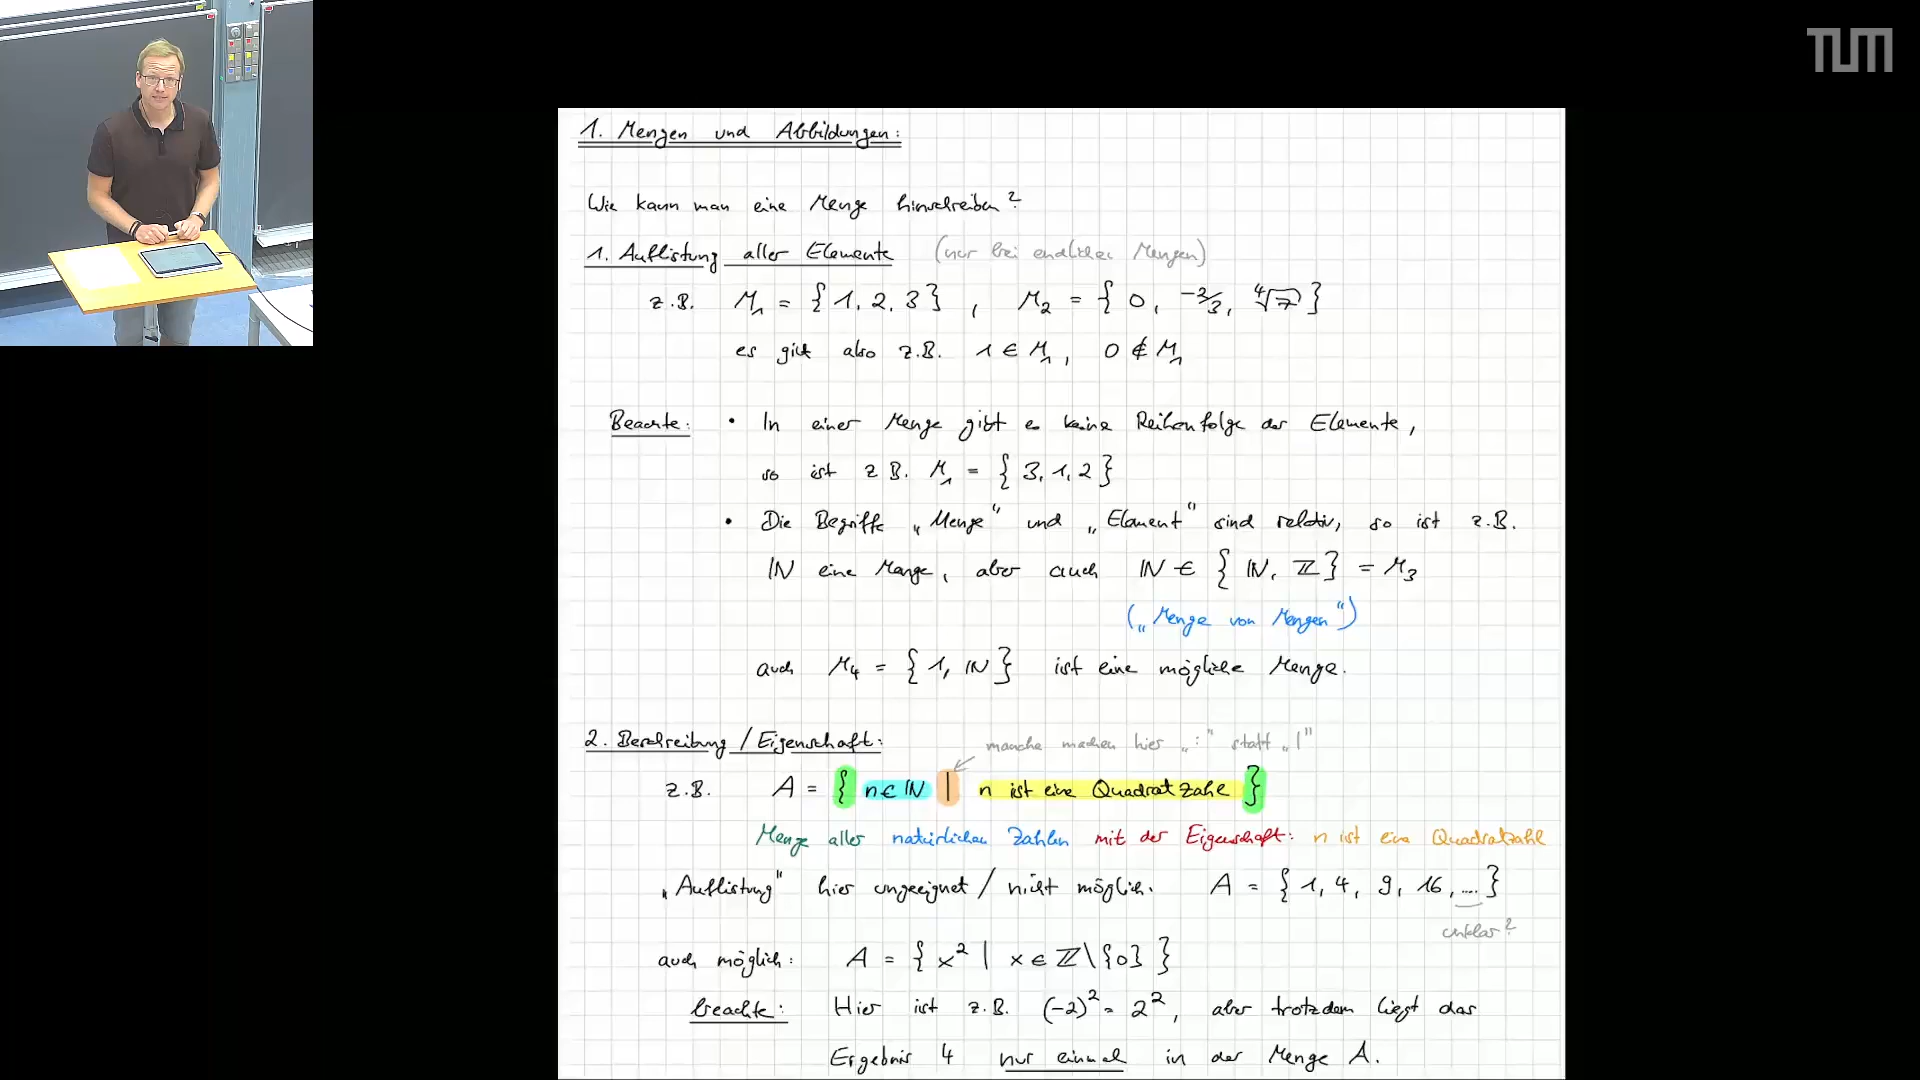 TUM
1. Mengen und Abbildungen:
Wie kann man eine Menge hinschreiben?
1. Auflistung aller Elemente (nur bei endlichen Mengen)
z.B. M₁ = {1, 2, 3}, M₂ = {0, -2/3, ⁴√7}
es gilt also z.B. 1 ∈ M₁, 0 ∉ M₁
Beachte: • In einer Menge gibt es keine Reihenfolge der Elemente,
so ist z.B. M₁ = {3, 1, 2}
• Die Begriffe „Menge“ und „Element“ sind relativ, so ist z.B.
ℕ eine Menge, aber auch ℕ ∈ {ℕ, ℤ} = M₃
(„Menge von Mengen“)
auch M₄ = {1, ℕ} ist eine mögliche Menge.
2. Beschreibung / Eigenschaft:
manche machen hier „:“ statt „|“
z.B. A = {n ∈ ℕ | n ist eine Quadratzahl}
Menge aller natürlichen Zahlen mit der Eigenschaft: n ist eine Quadratzahl
„Auflistung“ hier ungeeignet / nicht möglich. A = {1, 4, 9, 16, ....}
unklar?
auch möglich: A = {x² | x ∈ ℤ\{0}}
beachte: Hier ist z.B. (-2)² = 2², aber trotzdem liegt das
Ergebnis 4 nur einmal in der Menge A.